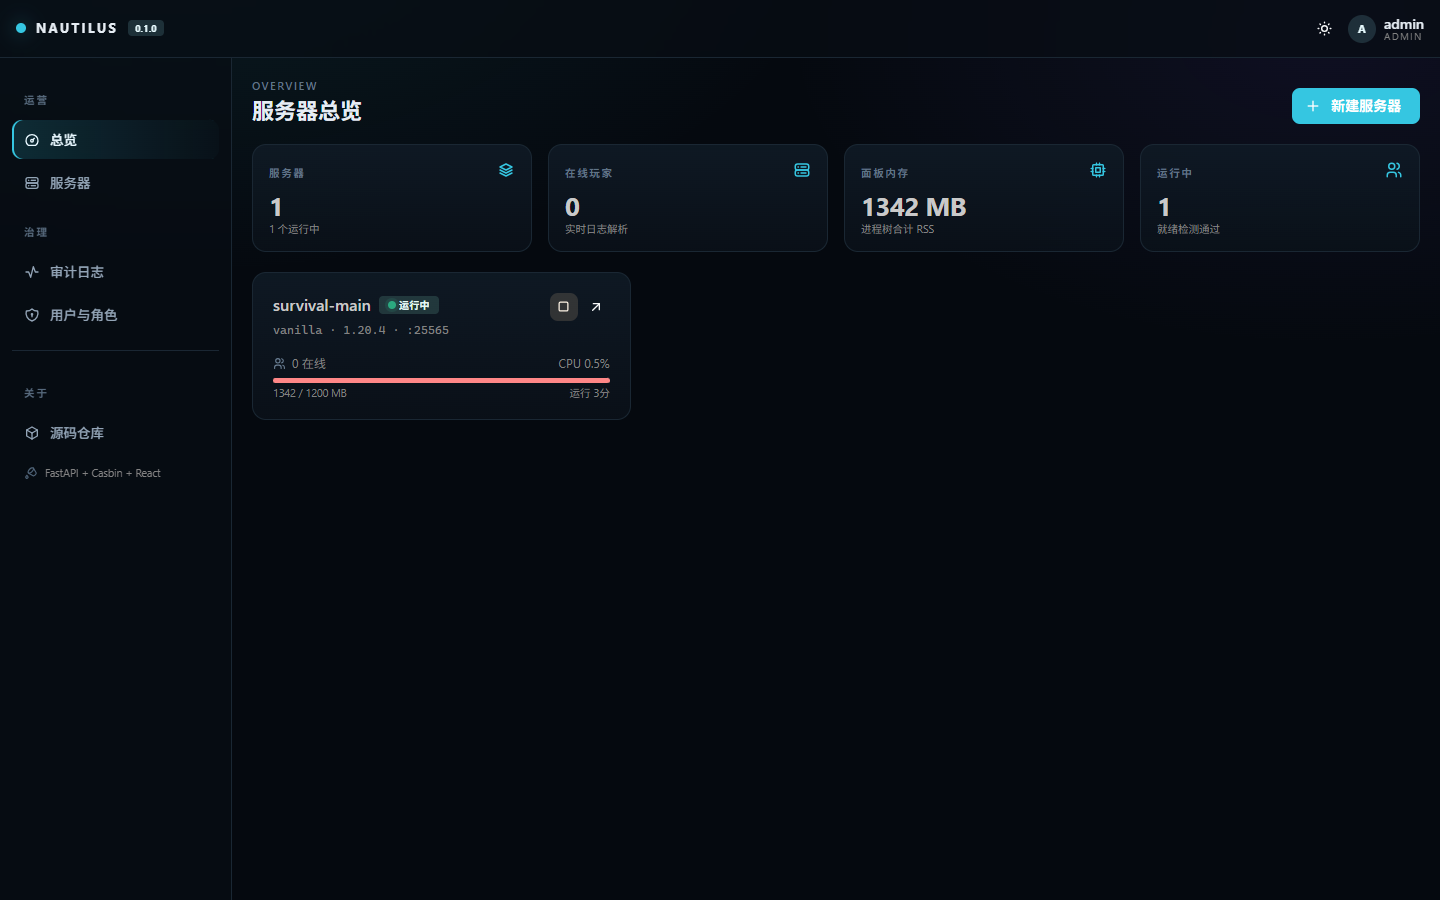 NAUTILUS 0.1.0
A admin
ADMIN
运营
总览
服务器
治理
审计日志
用户与角色
关于
源码仓库
FastAPI + Casbin + React
OVERVIEW
服务器总览
新建服务器
服务器
1
1 个运行中
在线玩家
0
实时日志解析
面板内存
1342 MB
进程树合计 RSS
运行中
1
就绪检测通过
survival-main 运行中
vanilla · 1.20.4 · :25565
0 在线 CPU 0.5%
1342 / 1200 MB 运行 3分